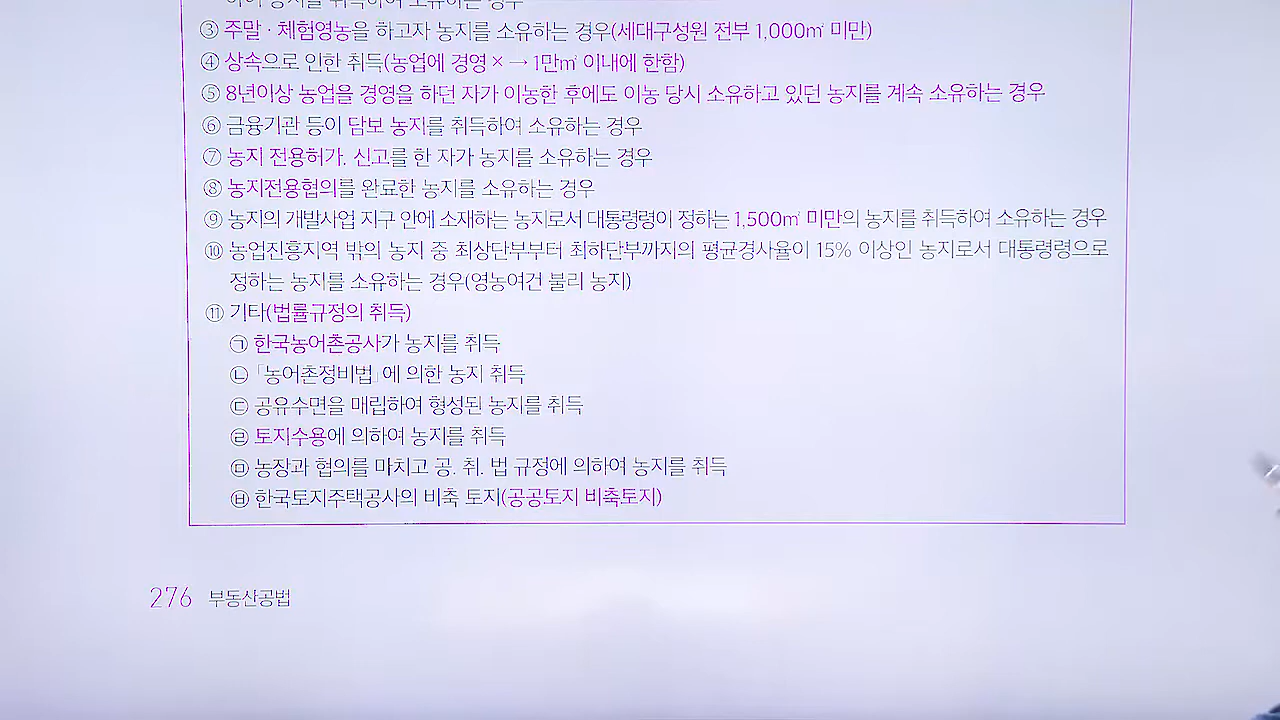 ③ 주말 · 체험영농을 하고자 농지를 소유하는 경우(세대구성원 전부 1,000㎡ 미만)
④ 상속으로 인한 취득(농업에 경영 × → 1만㎡ 이내에 한함)
⑤ 8년이상 농업을 경영을 하던 자가 이농한 후에도 이농 당시 소유하고 있던 농지를 계속 소유하는 경우
⑥ 금융기관 등이 담보 농지를 취득하여 소유하는 경우
⑦ 농지 전용허가. 신고를 한 자가 농지를 소유하는 경우
⑧ 농지전용협의를 완료한 농지를 소유하는 경우
⑨ 농지의 개발사업 지구 안에 소재하는 농지로서 대통령령이 정하는 1,500㎡ 미만의 농지를 취득하여 소유하는 경우
⑩ 농업진흥지역 밖의 농지 중 최상단부부터 최하단부까지의 평균경사율이 15% 이상인 농지로서 대통령령으로
정하는 농지를 소유하는 경우(영농여건 불리 농지)
⑪ 기타(법률규정의 취득)
㉠ 한국농어촌공사가 농지를 취득
㉡ 「농어촌정비법」에 의한 농지 취득
㉢ 공유수면을 매립하여 형성된 농지를 취득
㉣ 토지수용에 의하여 농지를 취득
㉤ 농장과 협의를 마치고 공. 취. 법 규정에 의하여 농지를 취득
㉥ 한국토지주택공사의 비축 토지(공공토지 비축토지)
276 부동산공법